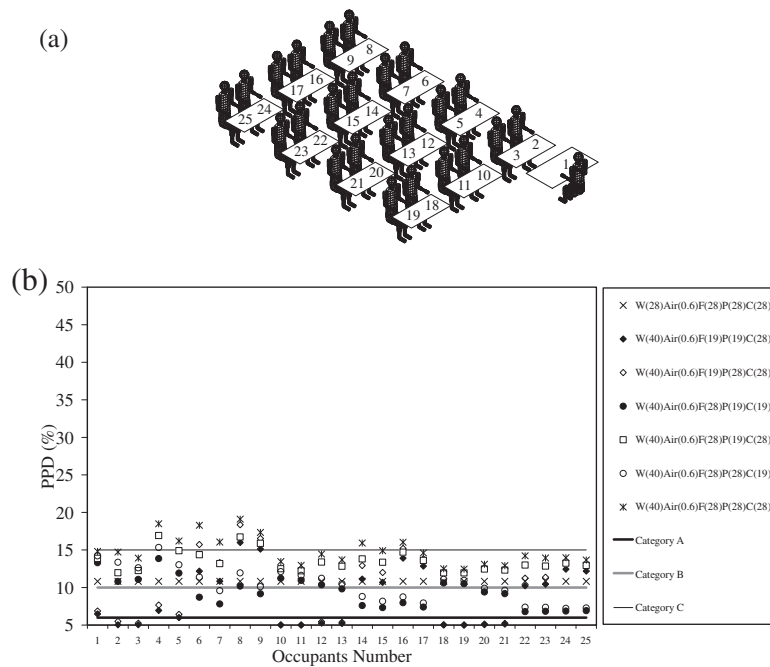 (a)
9 8
17 16
7 6
25 24
15 14
5 4
23 22
13 12
3 2
1
21 20
11 10
19 18
(b)
50
45
40
35
30
25
20
15
10
5
PPD (%)
1 2 3 4 5 6 7 8 9 10 11 12 13 14 15 16 17 18 19 20 21 22 23 24 25
Occupants Number
W(28)Air(0.6)F(28)P(28)C(28)
W(40)Air(0.6)F(19)P(19)C(28)
W(40)Air(0.6)F(19)P(28)C(28)
W(40)Air(0.6)F(28)P(19)C(19)
W(40)Air(0.6)F(28)P(19)C(28)
W(40)Air(0.6)F(28)P(28)C(19)
W(40)Air(0.6)F(28)P(28)C(28)
Category A
Category B
Category C